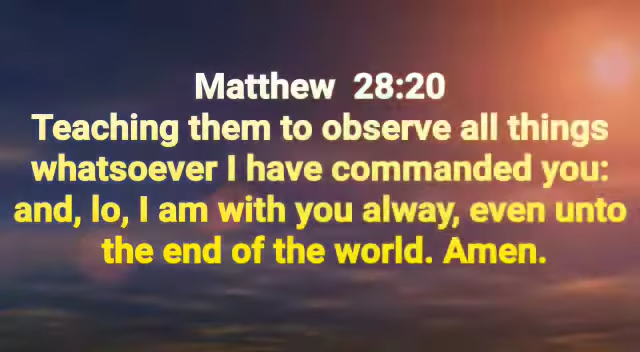 Matthew  28:20
Teaching them to observe all things
whatsoever I have commanded you:
and, lo, I am with you alway, even unto
the end of the world. Amen.